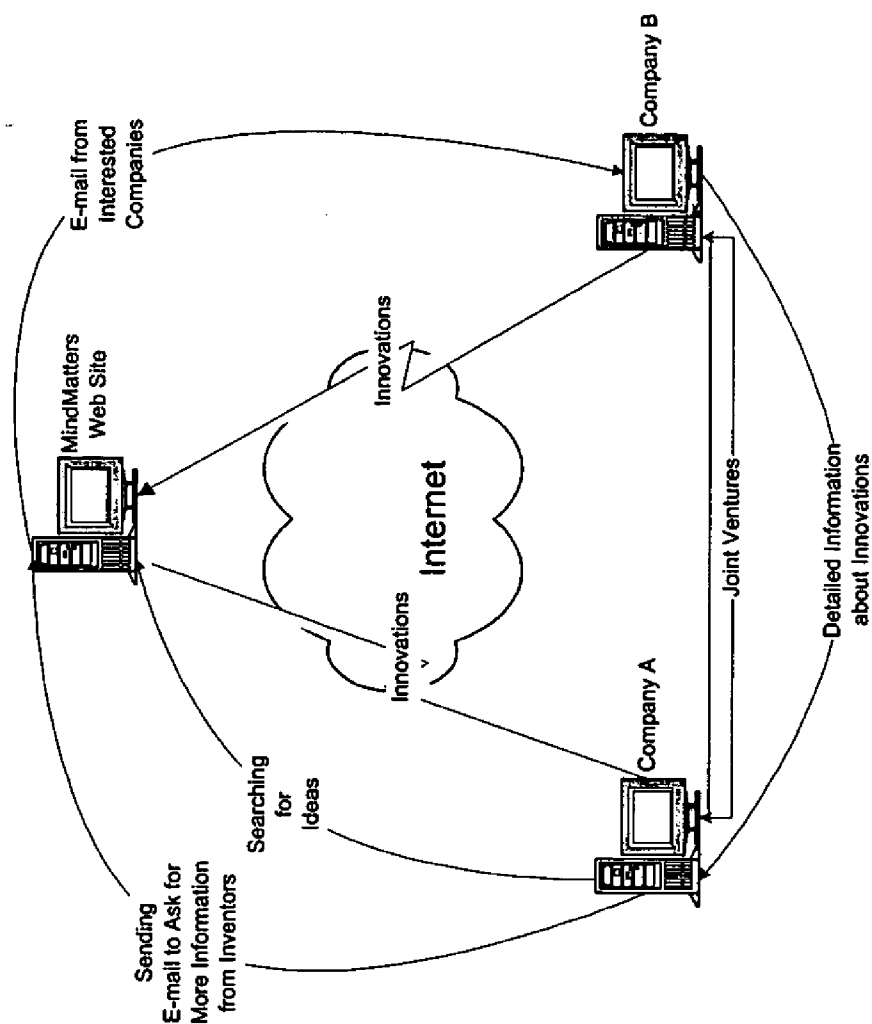 Sending
E-mail to Ask for
More Information
from Inventors
E-mail from
Interested
Companies
MindMatters
Web Site
Searching
for
Ideas
Innovations
Innovations
Internet
Company A
Company B
Joint Ventures
Detailed Information
about Innovations